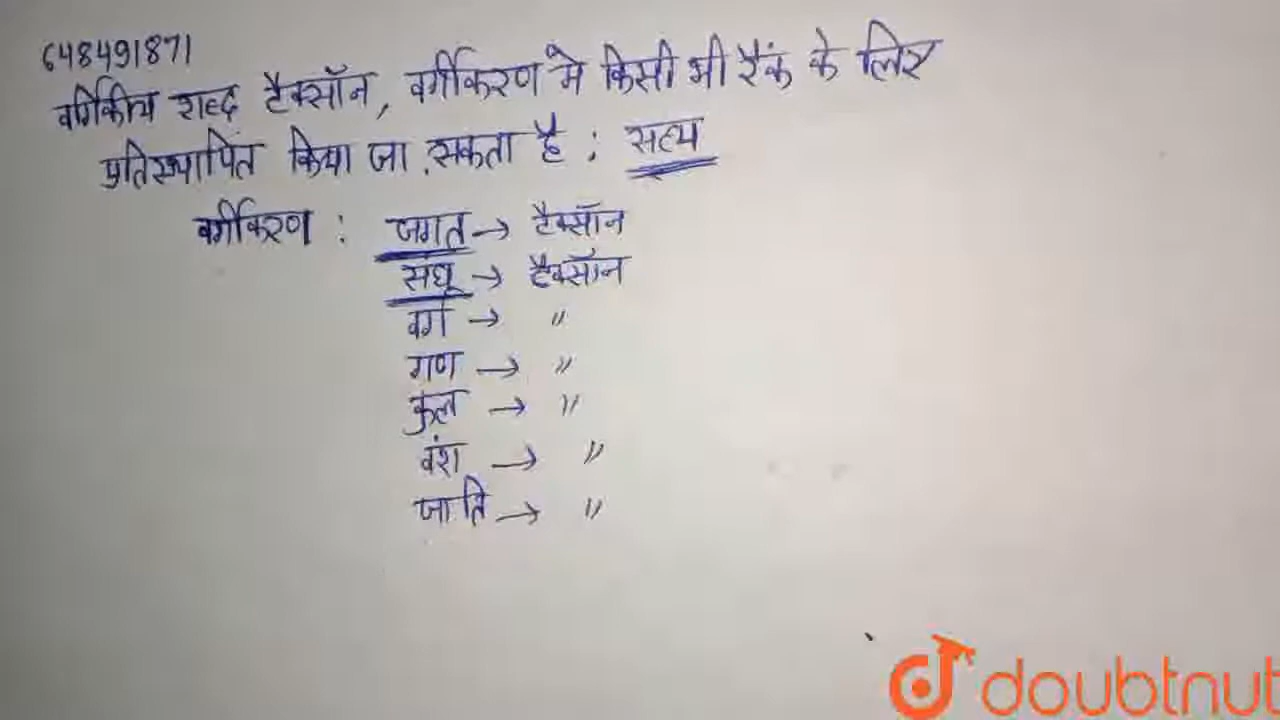 648491871
वर्गिकीय शब्द टैक्सॉन, वर्गीकरण मे किसी भी रैंक के लिए
प्रतिस्थापित किया जा सकता है : सत्य
वर्गीकरण : जगत → टैक्सॉन
संघ → टैक्सॉन
वर्ग → "
गण → "
कुल → "
वंश → "
जाति → "
doubtnut